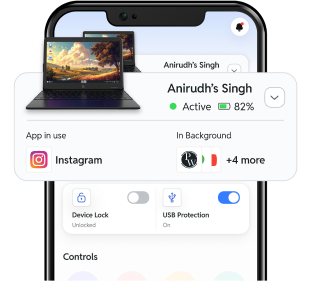 Anirudh's Singh
Anirudh's Singh
Active 82%
App in use
In Background
Instagram
PW
+4 more
Device Lock
Unlocked
USB Protection
On
Controls